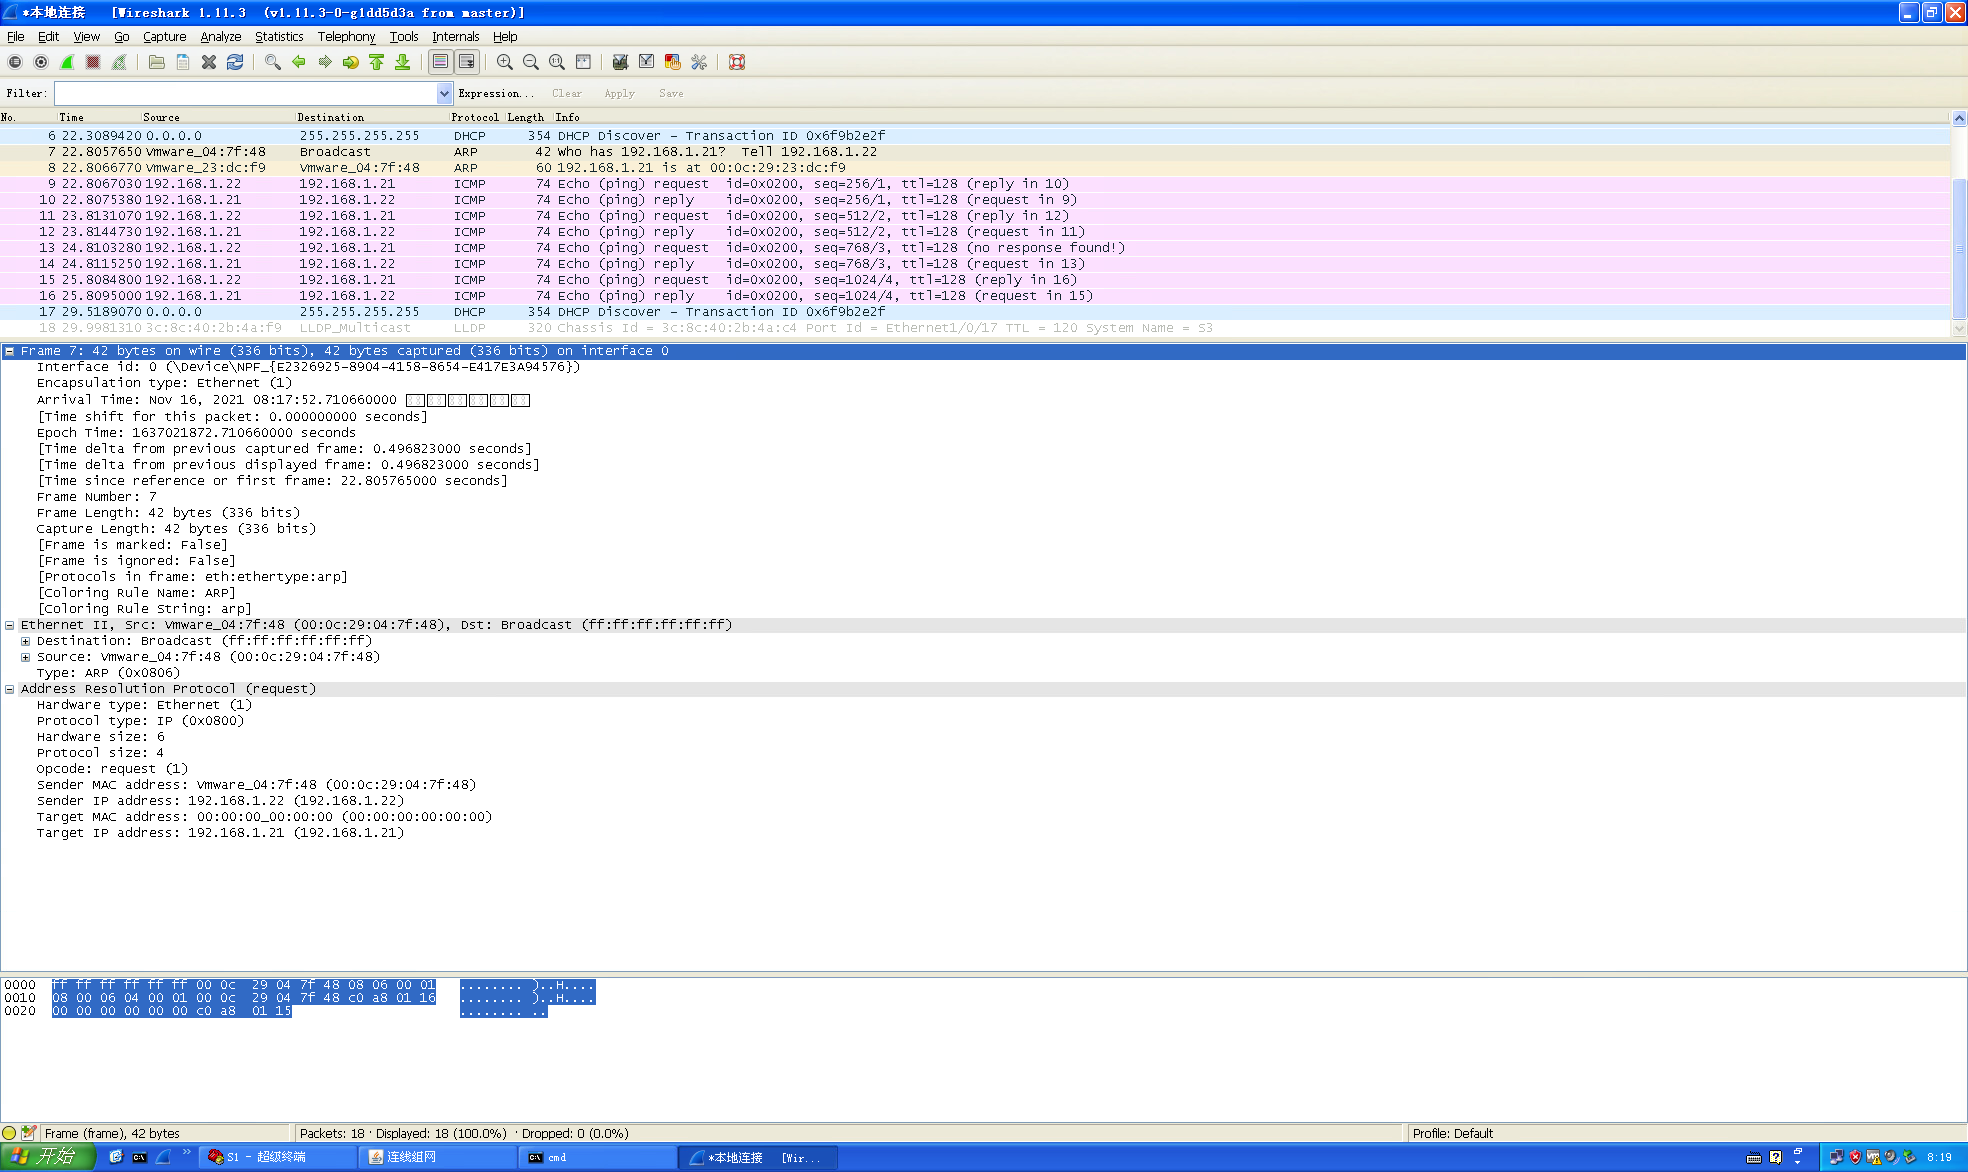 *本地连接 [Wireshark 1.11.3 (v1.11.3-0-g1dd5d3a from master)]
File Edit View Go Capture Analyze Statistics Telephony Tools Internals Help
Filter: Expression... Clear Apply Save
No. Time Source Destination Protocol Length Info
6 22.3089420 0.0.0.0 255.255.255.255 DHCP 354 DHCP Discover - Transaction ID 0x6f9b2e2f
7 22.8057650 Vmware_04:7f:48 Broadcast ARP 42 Who has 192.168.1.21? Tell 192.168.1.22
8 22.8066770 Vmware_23:dc:f9 Vmware_04:7f:48 ARP 60 192.168.1.21 is at 00:0c:29:23:dc:f9
9 22.8067030 192.168.1.22 192.168.1.21 ICMP 74 Echo (ping) request id=0x0200, seq=256/1, ttl=128 (reply in 10)
10 22.8075380 192.168.1.21 192.168.1.22 ICMP 74 Echo (ping) reply id=0x0200, seq=256/1, ttl=128 (request in 9)
11 23.8131070 192.168.1.22 192.168.1.21 ICMP 74 Echo (ping) request id=0x0200, seq=512/2, ttl=128 (reply in 12)
12 23.8144730 192.168.1.21 192.168.1.22 ICMP 74 Echo (ping) reply id=0x0200, seq=512/2, ttl=128 (request in 11)
13 24.8103280 192.168.1.22 192.168.1.21 ICMP 74 Echo (ping) request id=0x0200, seq=768/3, ttl=128 (no response found!)
14 24.8115250 192.168.1.21 192.168.1.22 ICMP 74 Echo (ping) reply id=0x0200, seq=768/3, ttl=128 (request in 13)
15 25.8084800 192.168.1.22 192.168.1.21 ICMP 74 Echo (ping) request id=0x0200, seq=1024/4, ttl=128 (reply in 16)
16 25.8095000 192.168.1.21 192.168.1.22 ICMP 74 Echo (ping) reply id=0x0200, seq=1024/4, ttl=128 (request in 15)
17 29.5189070 0.0.0.0 255.255.255.255 DHCP 354 DHCP Discover - Transaction ID 0x6f9b2e2f
18 29.9981310 3c:8c:40:2b:4a:f9 LLDP_Multicast LLDP 320 Chassis Id = 3c:8c:40:2b:4a:c4 Port Id = Ethernet1/0/17 TTL = 120 System Name = S3
Frame 7: 42 bytes on wire (336 bits), 42 bytes captured (336 bits) on interface 0
Interface id: 0 (\Device\NPF_{E2326925-8904-4158-8654-E417E3A94576})
Encapsulation type: Ethernet (1)
Arrival Time: Nov 16, 2021 08:17:52.710660000
[Time shift for this packet: 0.000000000 seconds]
Epoch Time: 1637021872.710660000 seconds
[Time delta from previous captured frame: 0.496823000 seconds]
[Time delta from previous displayed frame: 0.496823000 seconds]
[Time since reference or first frame: 22.805765000 seconds]
Frame Number: 7
Frame Length: 42 bytes (336 bits)
Capture Length: 42 bytes (336 bits)
[Frame is marked: False]
[Frame is ignored: False]
[Protocols in frame: eth:ethertype:arp]
[Coloring Rule Name: ARP]
[Coloring Rule String: arp]
Ethernet II, Src: Vmware_04:7f:48 (00:0c:29:04:7f:48), Dst: Broadcast (ff:ff:ff:ff:ff:ff)
Destination: Broadcast (ff:ff:ff:ff:ff:ff)
Source: Vmware_04:7f:48 (00:0c:29:04:7f:48)
Type: ARP (0x0806)
Address Resolution Protocol (request)
Hardware type: Ethernet (1)
Protocol type: IP (0x0800)
Hardware size: 6
Protocol size: 4
Opcode: request (1)
Sender MAC address: Vmware_04:7f:48 (00:0c:29:04:7f:48)
Sender IP address: 192.168.1.22 (192.168.1.22)
Target MAC address: 00:00:00_00:00:00 (00:00:00:00:00:00)
Target IP address: 192.168.1.21 (192.168.1.21)
0000 ff ff ff ff ff ff 00 0c 29 04 7f 48 08 06 00 01 ........ )..H....
0010 08 00 06 04 00 01 00 0c 29 04 7f 48 c0 a8 01 16 ........ )..H....
0020 00 00 00 00 00 00 c0 a8 01 15 ........ ..
Frame (frame), 42 bytes Packets: 18 · Displayed: 18 (100.0%) · Dropped: 0 (0.0%) Profile: Default
开始 S1 - 超级终端 连线组网 cmd *本地连接 [Wir... 8:19